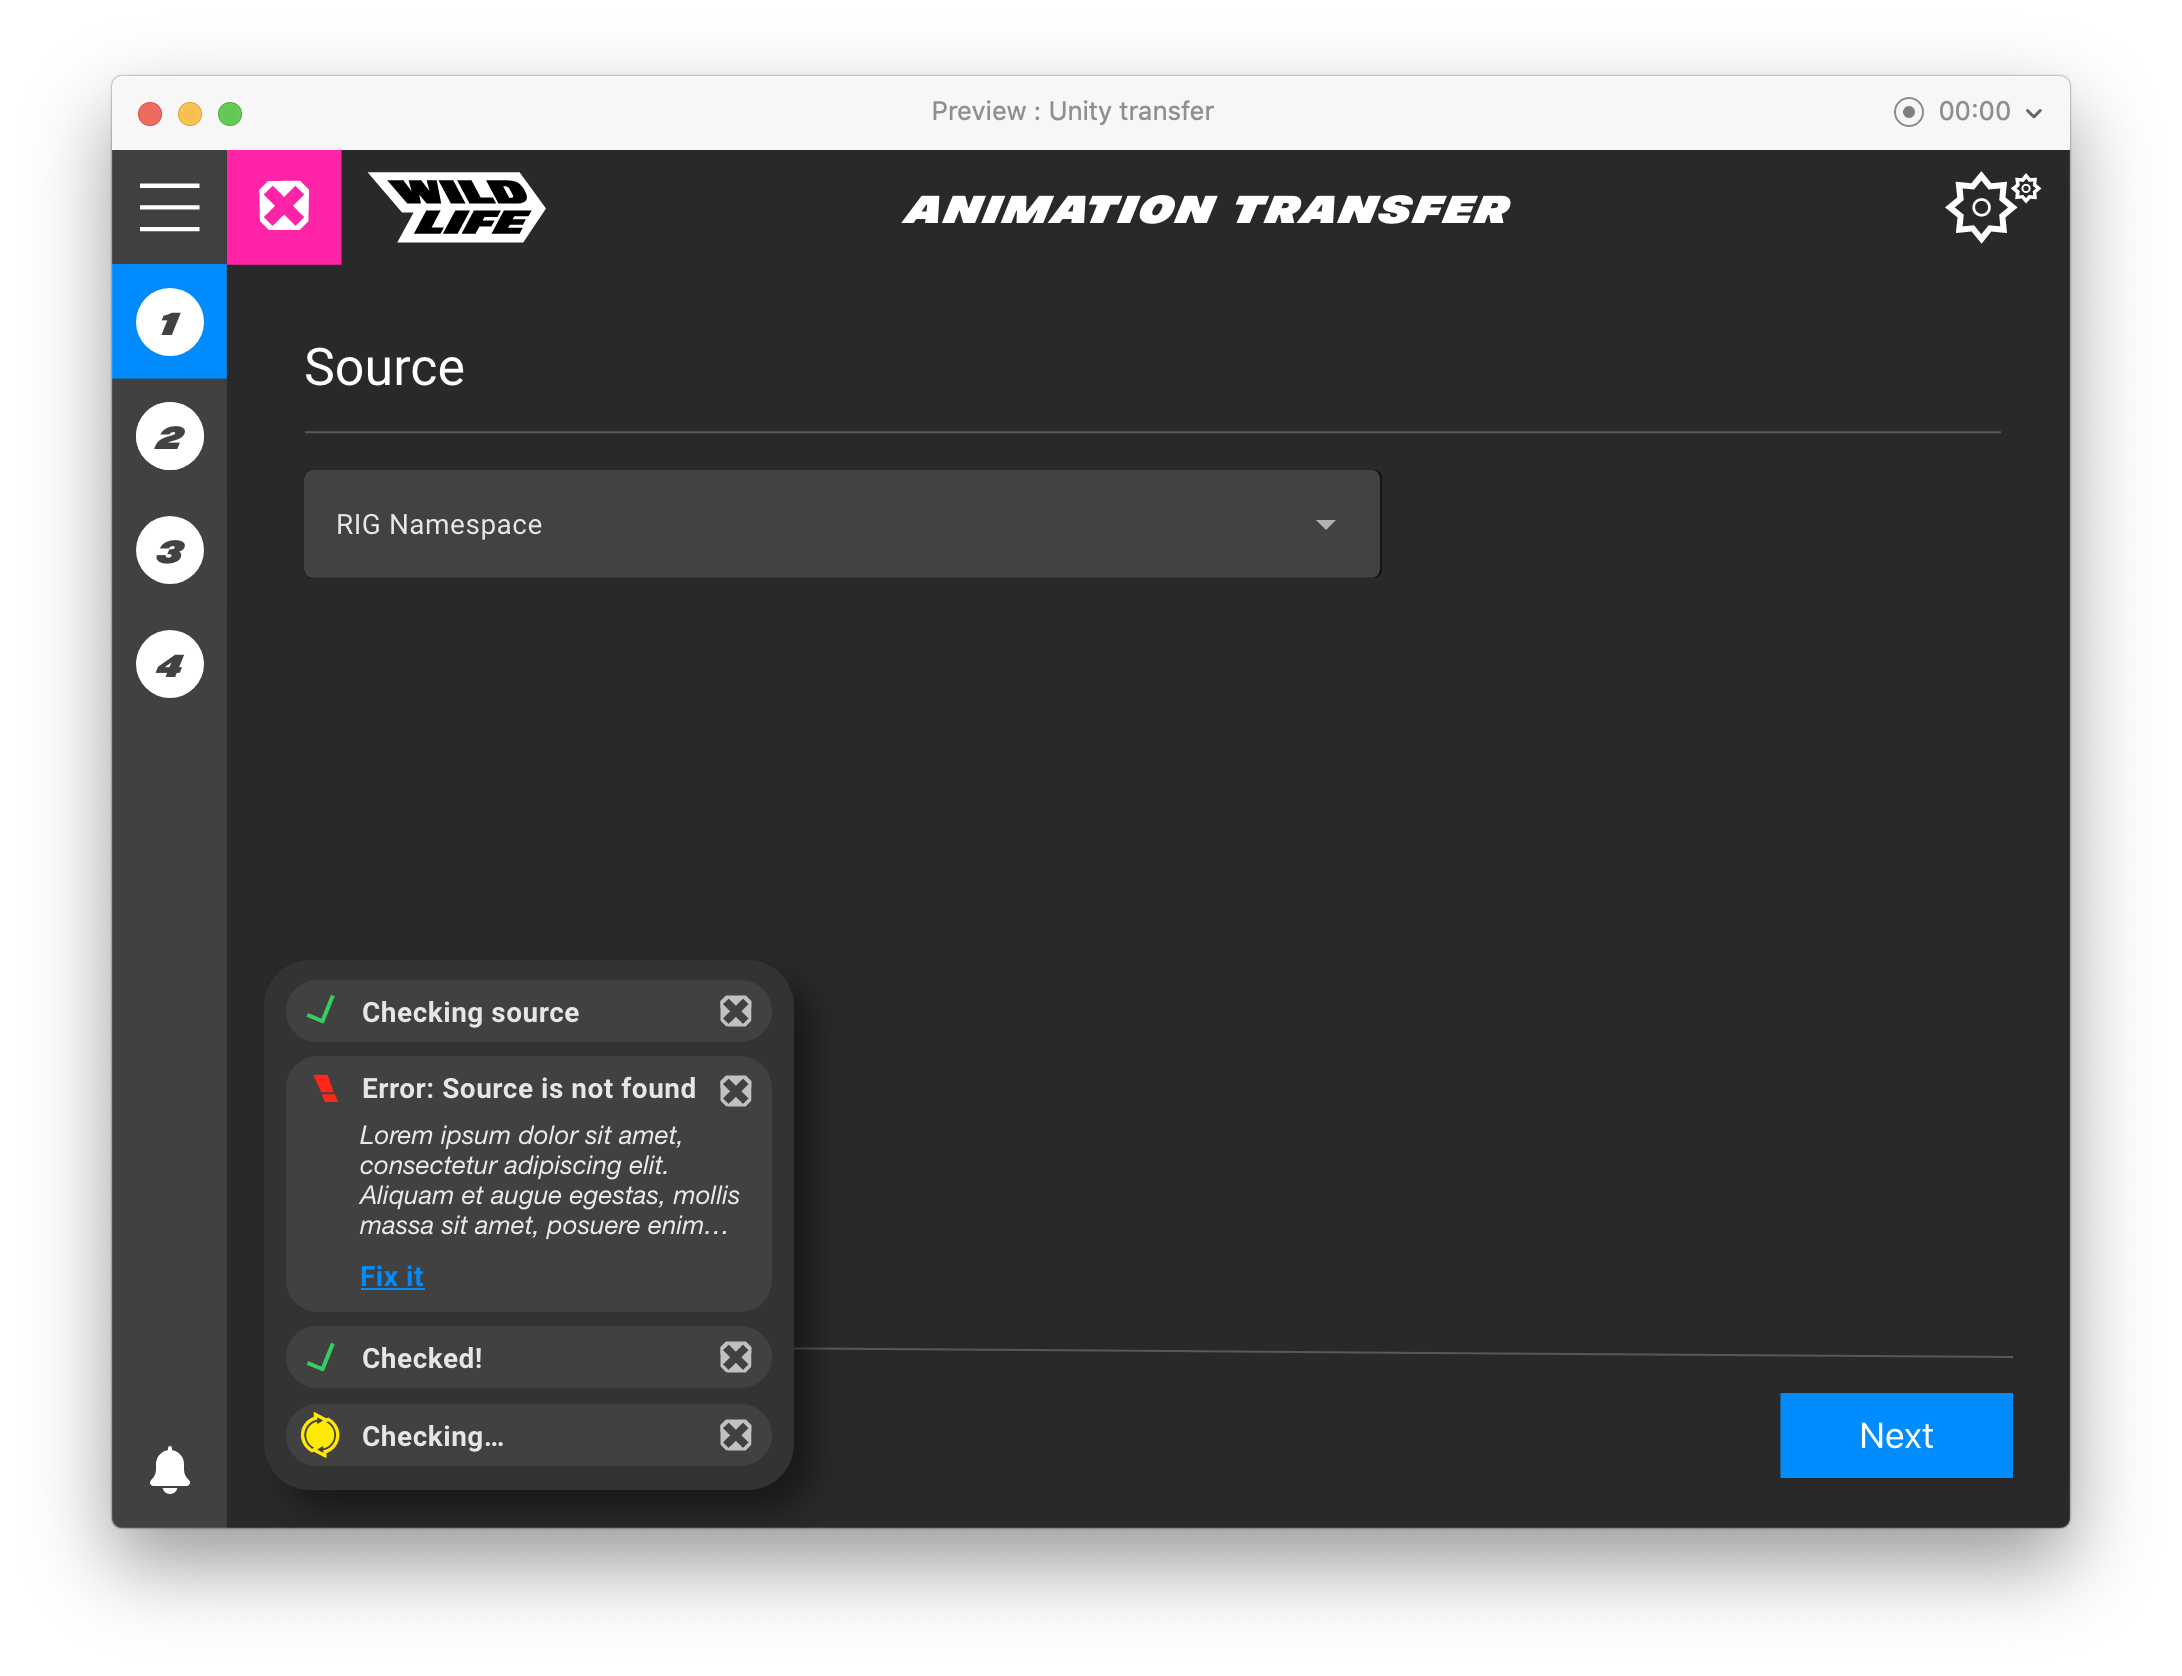 Preview : Unity transfer
00:00
WILD
LIFE
ANIMATION TRANSFER
1
2
3
4
Source
RIG Namespace
Checking source
Error: Source is not found
Lorem ipsum dolor sit amet,
consectetur adipiscing elit.
Aliquam et augue egestas, mollis
massa sit amet, posuere enim...
Fix it
Checked!
Checking...
Next